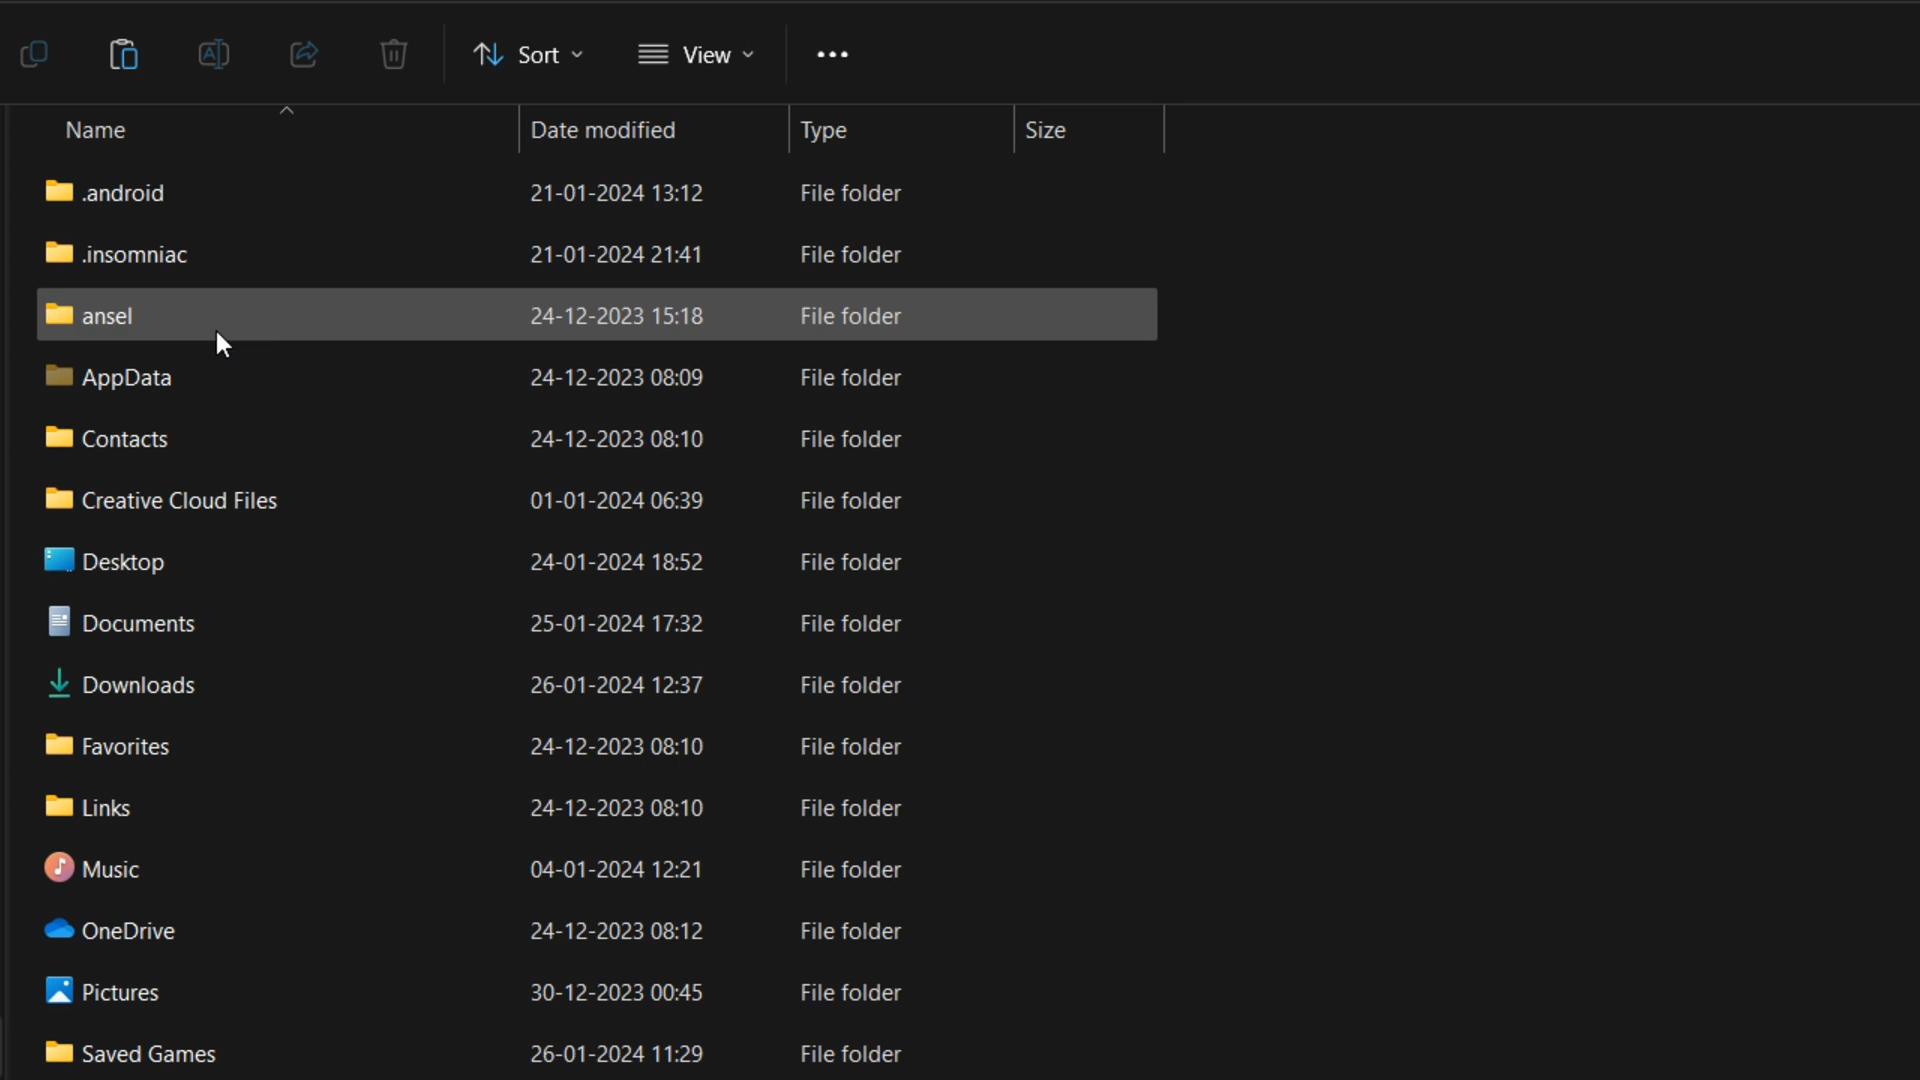 Sort View
Name Date modified Type Size
.android 21-01-2024 13:12 File folder
.insomniac 21-01-2024 21:41 File folder
ansel 24-12-2023 15:18 File folder
AppData 24-12-2023 08:09 File folder
Contacts 24-12-2023 08:10 File folder
Creative Cloud Files 01-01-2024 06:39 File folder
Desktop 24-01-2024 18:52 File folder
Documents 25-01-2024 17:32 File folder
Downloads 26-01-2024 12:37 File folder
Favorites 24-12-2023 08:10 File folder
Links 24-12-2023 08:10 File folder
Music 04-01-2024 12:21 File folder
OneDrive 24-12-2023 08:12 File folder
Pictures 30-12-2023 00:45 File folder
Saved Games 26-01-2024 11:29 File folder